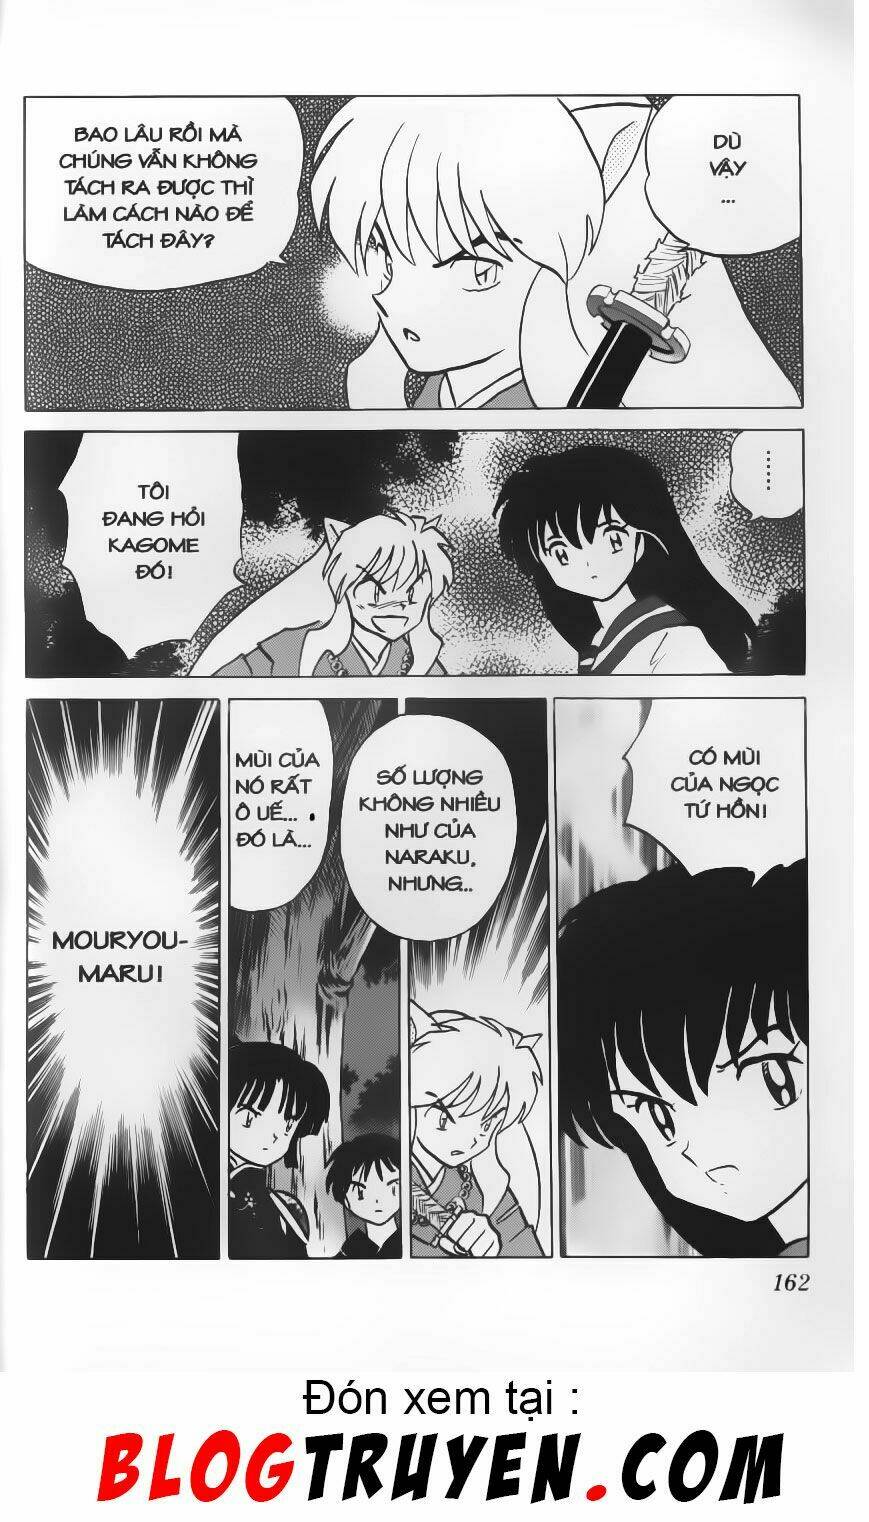 DÙ
VẬY
...
BAO LÂU RỒI MÀ
CHÚNG VẪN KHÔNG
TÁCH RA ĐƯỢC THÌ
LÀM CÁCH NÀO ĐỂ
TÁCH ĐÂY?
......
TÔI
ĐANG HỎI
KAGOME
ĐÓ!
CÓ MÙI
CỦA NGỌC
TỨ HỒN!
SỐ LƯỢNG
KHÔNG NHIỀU
NHƯ CỦA
NARAKU,
NHƯNG...
MÙI CỦA
NÓ RẤT
Ô UẾ...
ĐÓ LÀ...
MOURYOU-
MARU!
162
Đón xem tại :
BLOGTRUYEN.COM